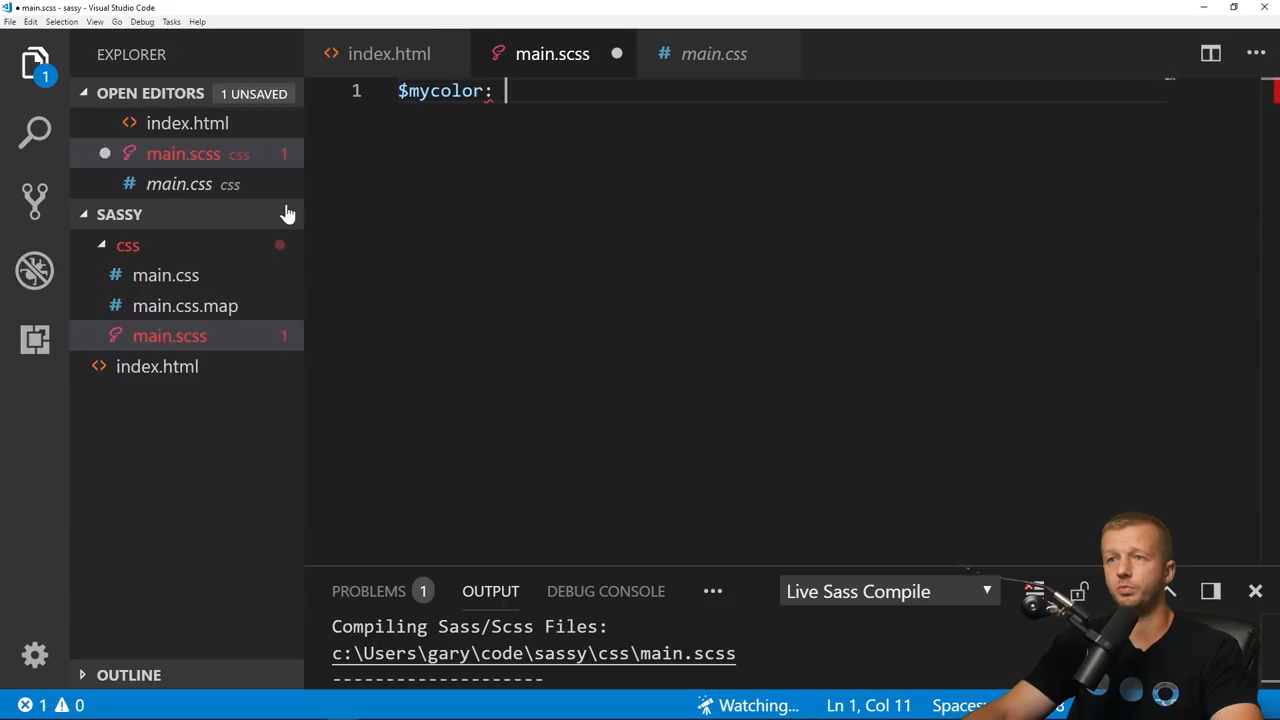 ● main.scss - sassy - Visual Studio Code
File Edit Selection View Go Debug Tasks Help
EXPLORER
index.html
main.scss
# main.css
OPEN EDITORS 1 UNSAVED
1 $mycolor:
index.html
main.scss css 1
# main.css css
SASSY
css
# main.css
# main.css.map
main.scss 1
index.html
OUTLINE
PROBLEMS 1 OUTPUT DEBUG CONSOLE ••• Live Sass Compile
Compiling Sass/Scss Files:
c:\Users\gary\code\sassy\css\main.scss
-------------------
1 0 Watching... Ln 1, Col 11